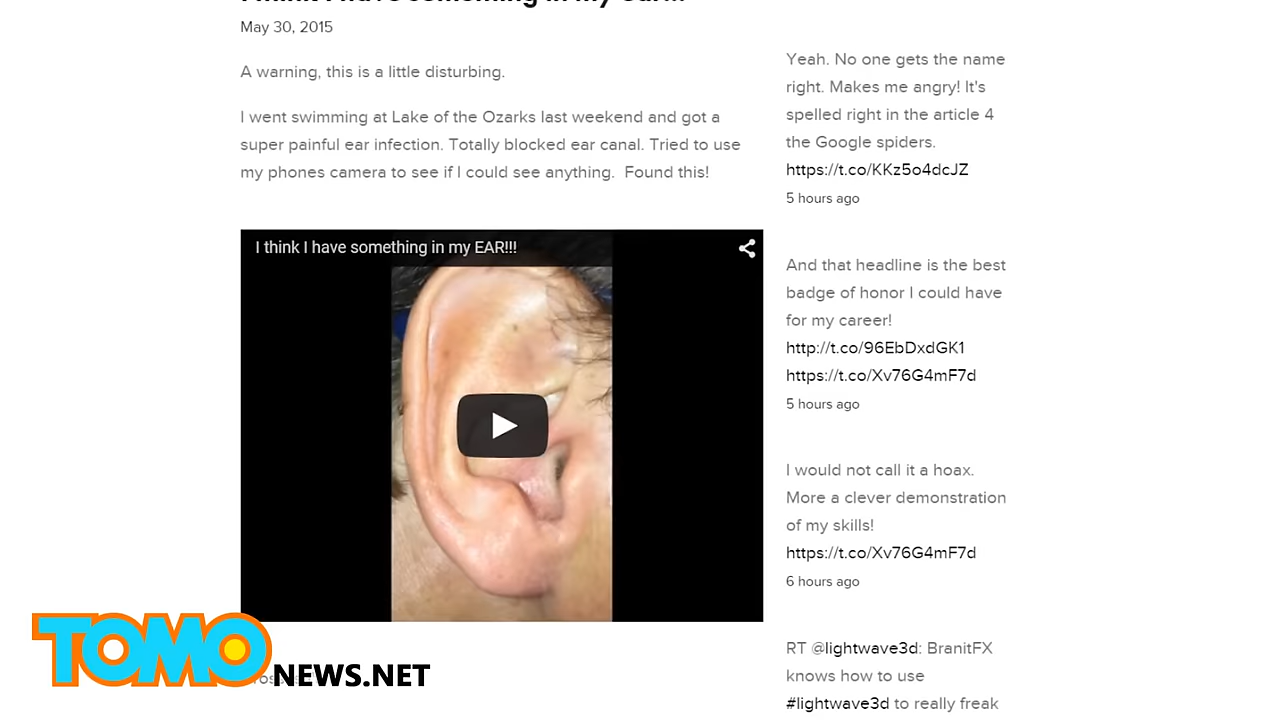 I think I have something in my ear!!!
May 30, 2015
A warning, this is a little disturbing.
I went swimming at Lake of the Ozarks last weekend and got a
super painful ear infection. Totally blocked ear canal. Tried to use
my phones camera to see if I could see anything.  Found this!
I think I have something in my EAR!!!
Yeah. No one gets the name
right. Makes me angry! It's
spelled right in the article 4
the Google spiders.
https://t.co/KKz5o4dcJZ
5 hours ago
And that headline is the best
badge of honor I could have
for my career!
http://t.co/96EbDxdGK1
https://t.co/Xv76G4mF7d
5 hours ago
I would not call it a hoax.
More a clever demonstration
of my skills!
https://t.co/Xv76G4mF7d
6 hours ago
RT @lightwave3d: BranitFX
knows how to use
#lightwave3d to really freak
TOMO
NEWS.NET